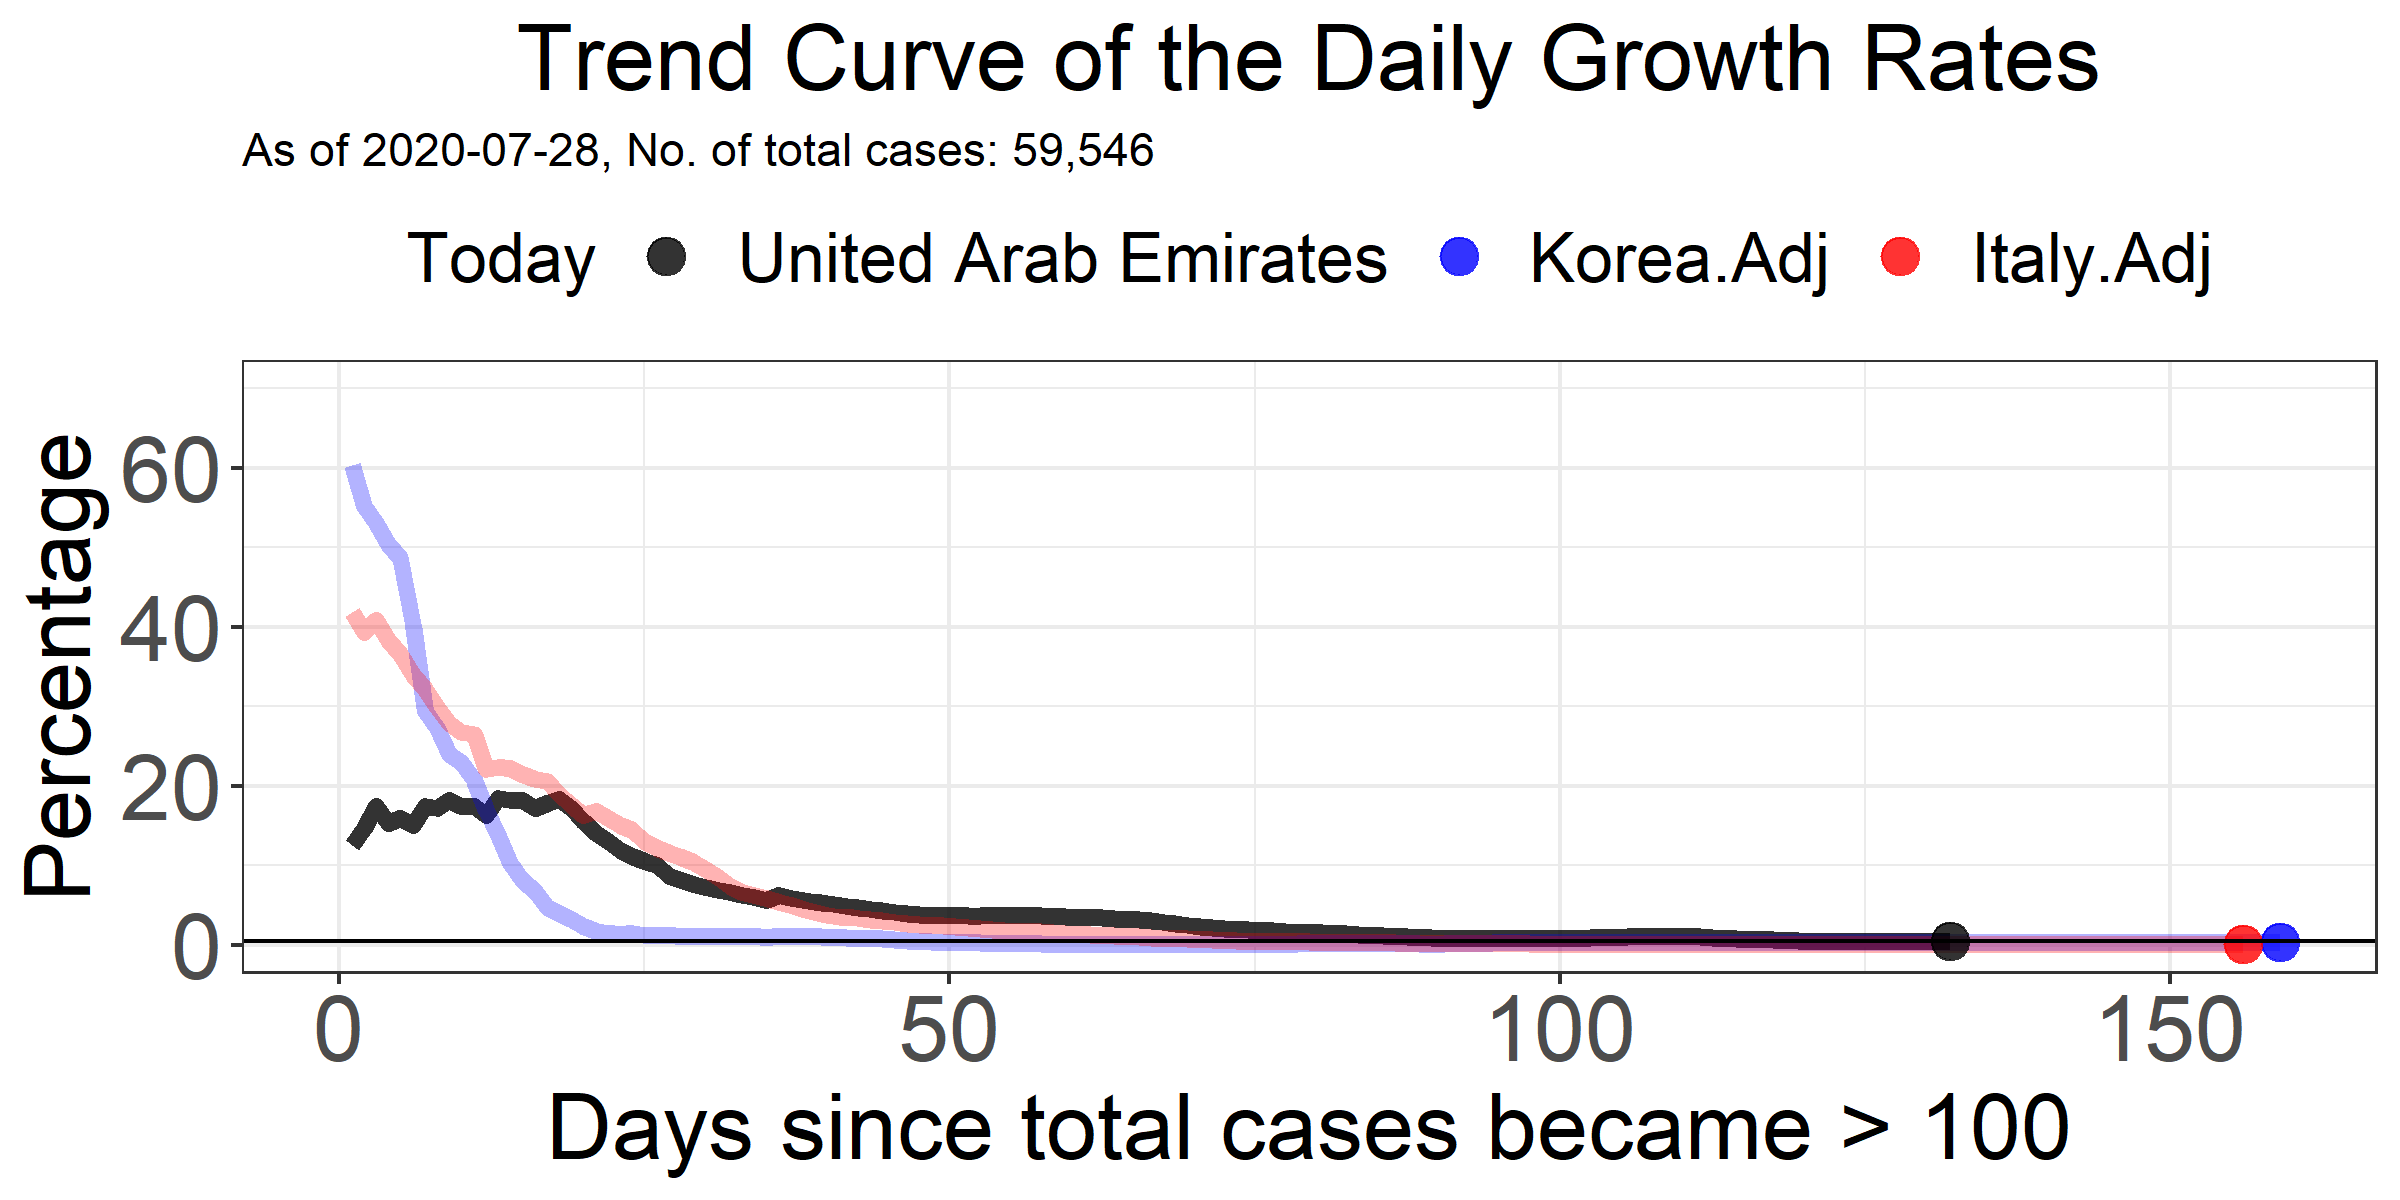 Trend Curve of the Daily Growth Rates
As of 2020-07-28, No. of total cases: 59,546
Today United Arab Emirates Korea.Adj Italy.Adj
Percentage
60
40
20
0
0 50 100 150
Days since total cases became > 100